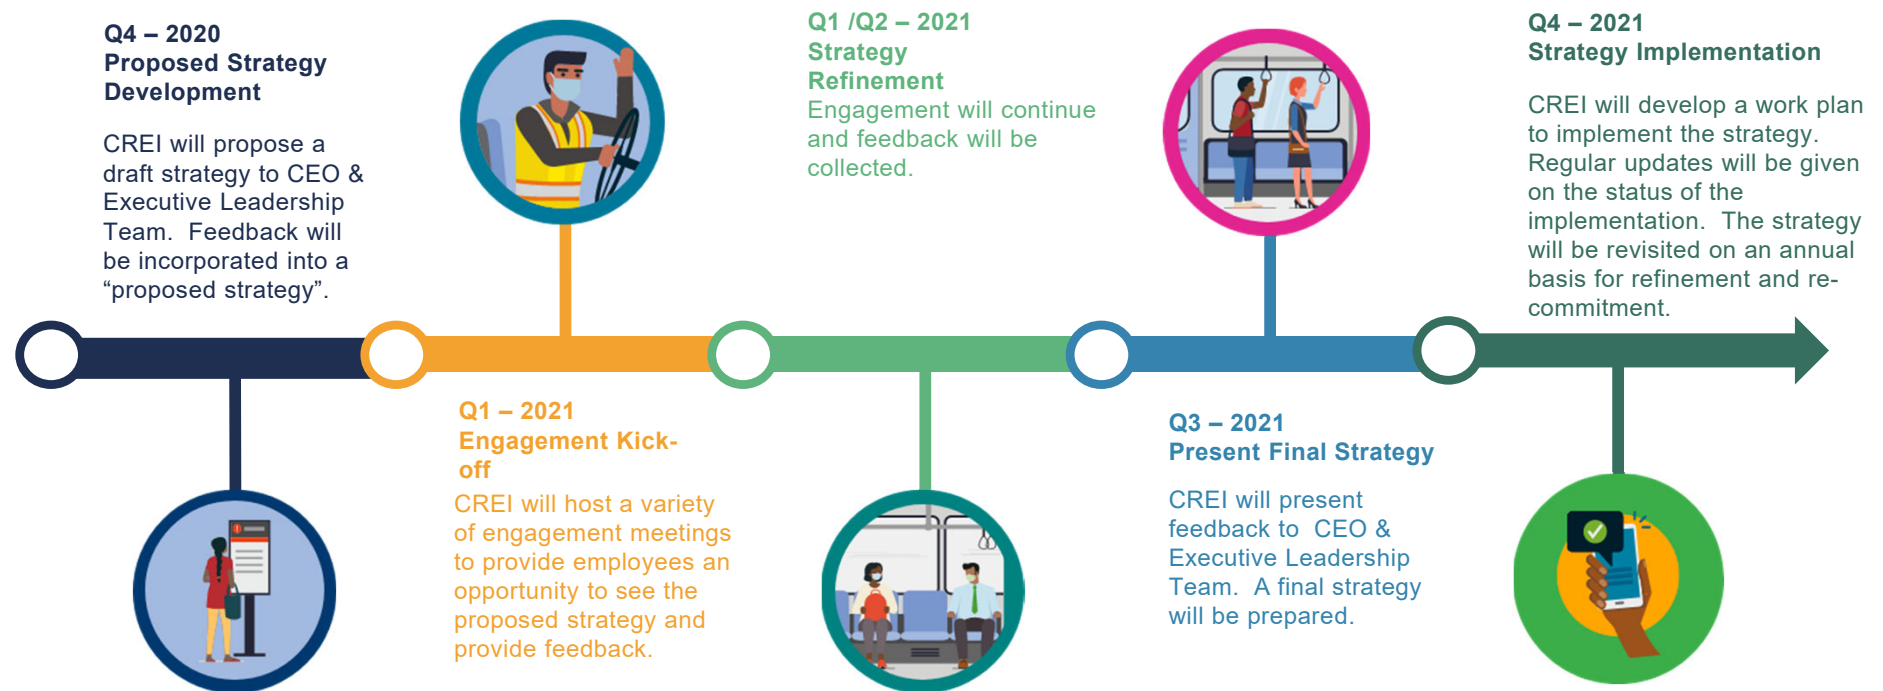 Q4 – 2020
Proposed Strategy
Development
CREI will propose a
draft strategy to CEO &
Executive Leadership
Team.  Feedback will
be incorporated into a
“proposed strategy”.
Q1 – 2021
Engagement Kick-
off
CREI will host a variety
of engagement meetings
to provide employees an
opportunity to see the
proposed strategy and
provide feedback.
Q1 /Q2 – 2021
Strategy
Refinement
Engagement will continue
and feedback will be
collected.
Q3 – 2021
Present Final Strategy
CREI will present
feedback to  CEO &
Executive Leadership
Team.  A final strategy
will be prepared.
Q4 – 2021
Strategy Implementation
CREI will develop a work plan
to implement the strategy.
Regular updates will be given
on the status of the
implementation.  The strategy
will be revisited on an annual
basis for refinement and re-
commitment.